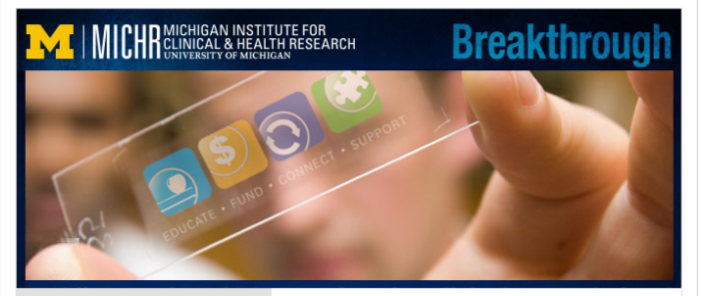 M | MICHR MICHIGAN INSTITUTE FOR
CLINICAL & HEALTH RESEARCH
UNIVERSITY OF MICHIGAN
Breakthrough
$
EDUCATE • FUND • CONNECT • SUPPORT